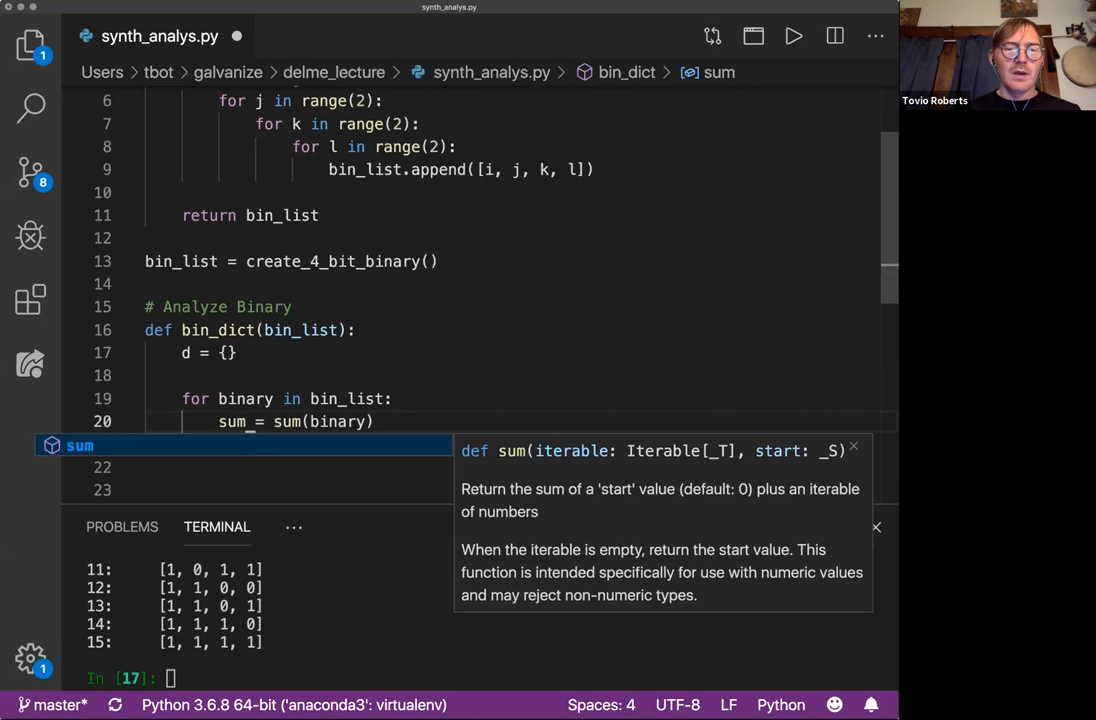 synth_analys.py
synth_analys.py
Users > tbot > galvanize > delme_lecture > synth_analys.py > bin_dict > sum
Tovio Roberts
1
8
6 for j in range(2):
7 for k in range(2):
8 for l in range(2):
9 bin_list.append([i, j, k, l])
10
11 return bin_list
12
13 bin_list = create_4_bit_binary()
14
15 # Analyze Binary
16 def bin_dict(bin_list):
17 d = {}
18
19 for binary in bin_list:
20 sum_= sum(binary)
sum
22
23
def sum(iterable: Iterable[_T], start: _S)
Return the sum of a 'start' value (default: 0) plus an iterable
of numbers
When the iterable is empty, return the start value. This
function is intended specifically for use with numeric values
and may reject non-numeric types.
PROBLEMS TERMINAL ...
11: [1, 0, 1, 1]
12: [1, 1, 0, 0]
13: [1, 1, 0, 1]
14: [1, 1, 1, 0]
15: [1, 1, 1, 1]
In [17]:
1
master* Python 3.6.8 64-bit ('anaconda3': virtualenv) Spaces: 4 UTF-8 LF Python